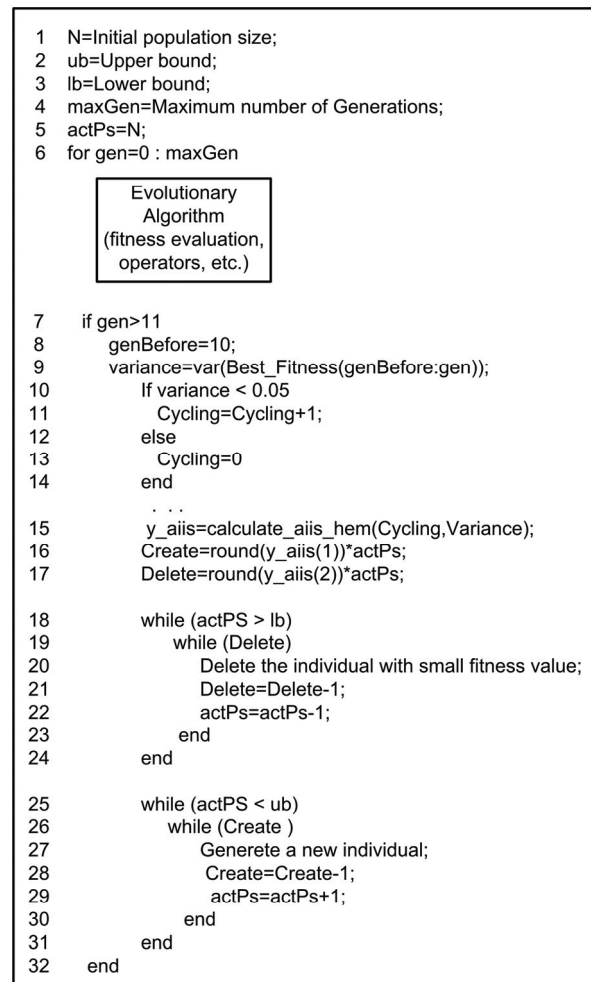 1 N=Initial population size;
2 ub=Upper bound;
3 lb=Lower bound;
4 maxGen=Maximum number of Generations;
5 actPs=N;
6 for gen=0 : maxGen
Evolutionary
Algorithm
(fitness evaluation,
operators, etc.)
7 if gen>11
8 genBefore=10;
9 variance=var(Best_Fitness(genBefore:gen));
10 If variance < 0.05
11 Cycling=Cycling+1;
12 else
13 Cycling=0
14 end
. . .
15 y_aiis=calculate_aiis_hem(Cycling,Variance);
16 Create=round(y_aiis(1))*actPs;
17 Delete=round(y_aiis(2))*actPs;
18 while (actPS > lb)
19 while (Delete)
20 Delete the individual with small fitness value;
21 Delete=Delete-1;
22 actPs=actPs-1;
23 end
24 end
25 while (actPS < ub)
26 while (Create )
27 Generete a new individual;
28 Create=Create-1;
29 actPs=actPs+1;
30 end
31 end
32 end